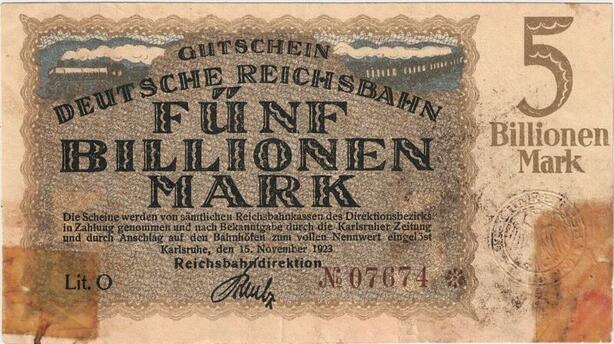 GUTSCHEIN
DEUTSCHE REICHSBAHN
FÜNF
BILLIONEN
MARK
Die Scheine werden von sämtlichen Reichsbahnkassen des Direktionsbezirks
in Zahlung genommen und nach Bekanntgabe durch die Karlsruher Zeitung
und durch Anschlag auf den Bahnhöfen zum vollen Nennwert eingelöst
Karlsruhe, den 15. November 1923
Reichsbahndirektion
Lit. O
№ 07674
5
Billionen
Mark